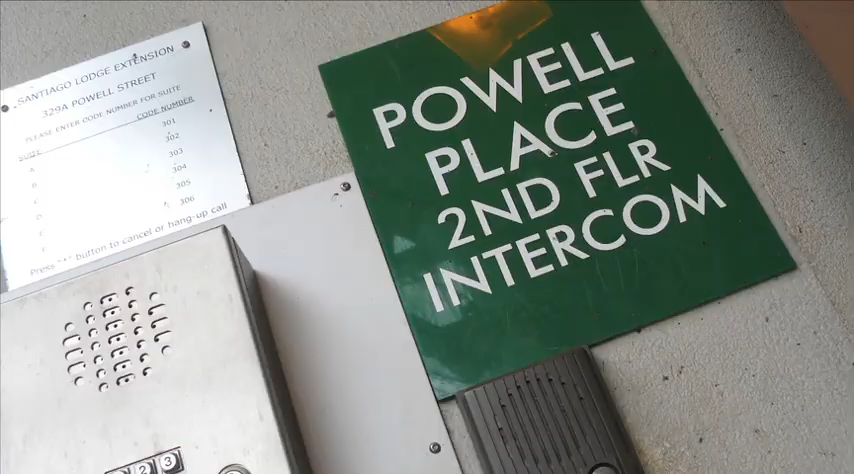 SANTIAGO LODGE EXTENSION
329A POWELL STREET
PLEASE ENTER CODE NUMBER FOR SUITE
SUITE CODE NUMBER
A 301
B 302
C 303
D 304
E 305
F 306
Press "*" button to cancel or hang-up call
POWELL
PLACE
2ND FLR
INTERCOM
2 3